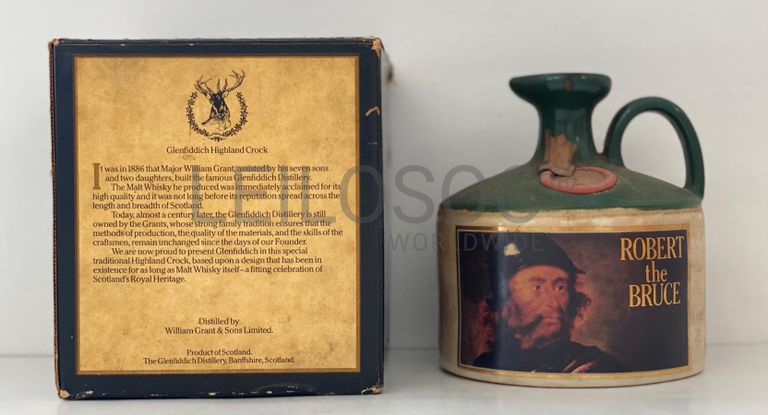 Glenfiddich Highland Crock
It was in 1886 that Major William Grant, assisted by his seven sons
and two daughters, built the famous Glenfiddich Distillery.
The Malt Whisky he produced was immediately acclaimed for its
high quality and it was not long before its reputation spread across the
length and breadth of Scotland.
Today, almost a century later, the Glenfiddich Distillery is still
owned by the Grants, whose strong family tradition ensures that the
methods of production, the quality of the materials, and the skills of the
craftsmen, remain unchanged since the days of our Founder.
We are now proud to present Glenfiddich in this special
traditional Highland Crock, based upon a design that has been in
existence for as long as Malt Whisky itself – a fitting celebration of
Scotland's Royal Heritage.
Distilled by
William Grant & Sons Limited.
Product of Scotland.
The Glenfiddich Distillery, Banffshire, Scotland.
ROBERT
the
BRUCE
WORLDWIDE